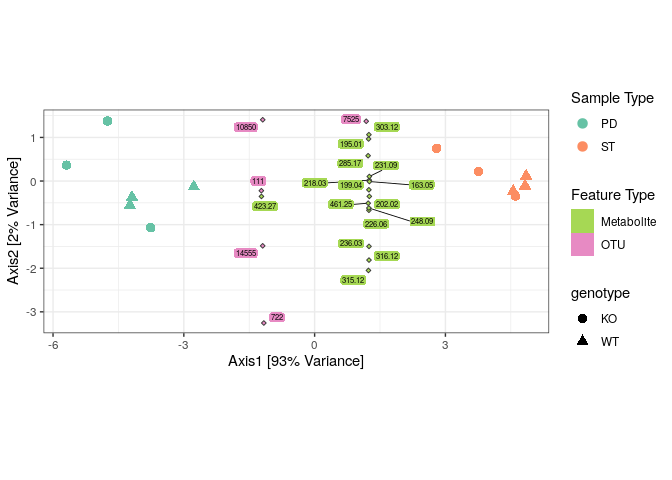 Axis2 [2% Variance]
1
0
-1
-2
-3
-6
-3
0
3
Axis1 [93% Variance]
10850
7525
303.12
195.01
285.17
231.09
111
218.03
199.04
163.05
423.27
461.25
202.02
248.09
226.06
236.03
14555
316.12
315.12
722
Sample Type
PD
ST
Feature Type
Metabolite
OTU
genotype
KO
WT